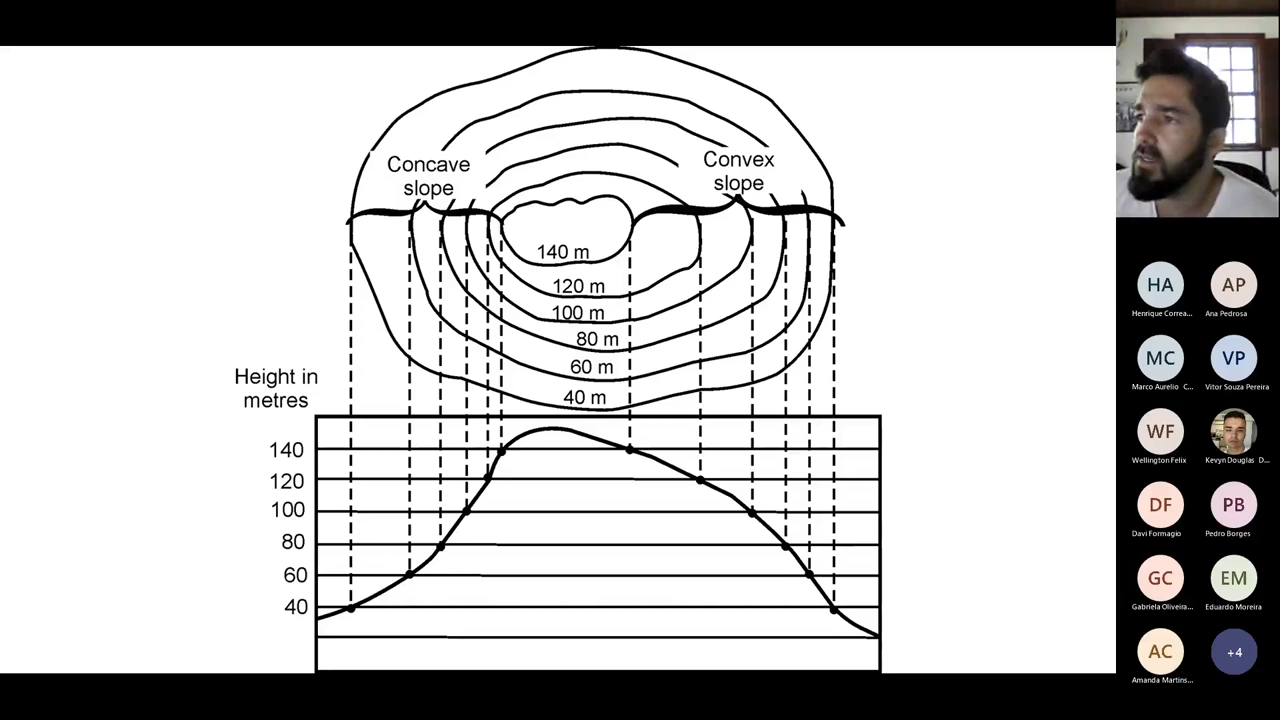 Concave
slope
Convex
slope
140 m
120 m
100 m
80 m
60 m
40 m
Height in
metres
140
120
100
80
60
40
HA
Henrique Correa...
AP
Ana Pedrosa
MC
Marco Aurelio C...
VP
Vitor Souza Pereira
WF
Wellington Felix
Kevyn Douglas D...
DF
Davi Formagio
PB
Pedro Borges
GC
Gabriela Oliveira...
EM
Eduardo Moreira
AC
Amanda Martins...
+4